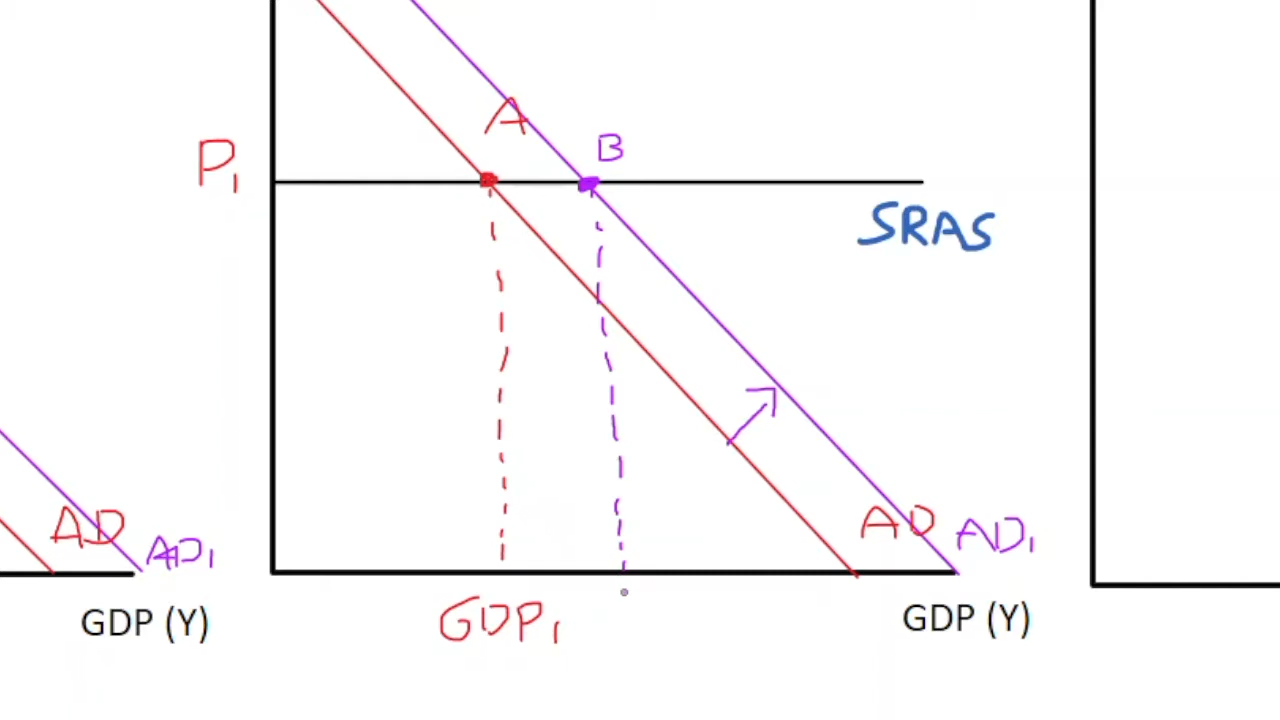 A
B
P₁
SRAS
AD
AD₁
AD
AD₁
GDP (Y)
GDP₁
GDP (Y)